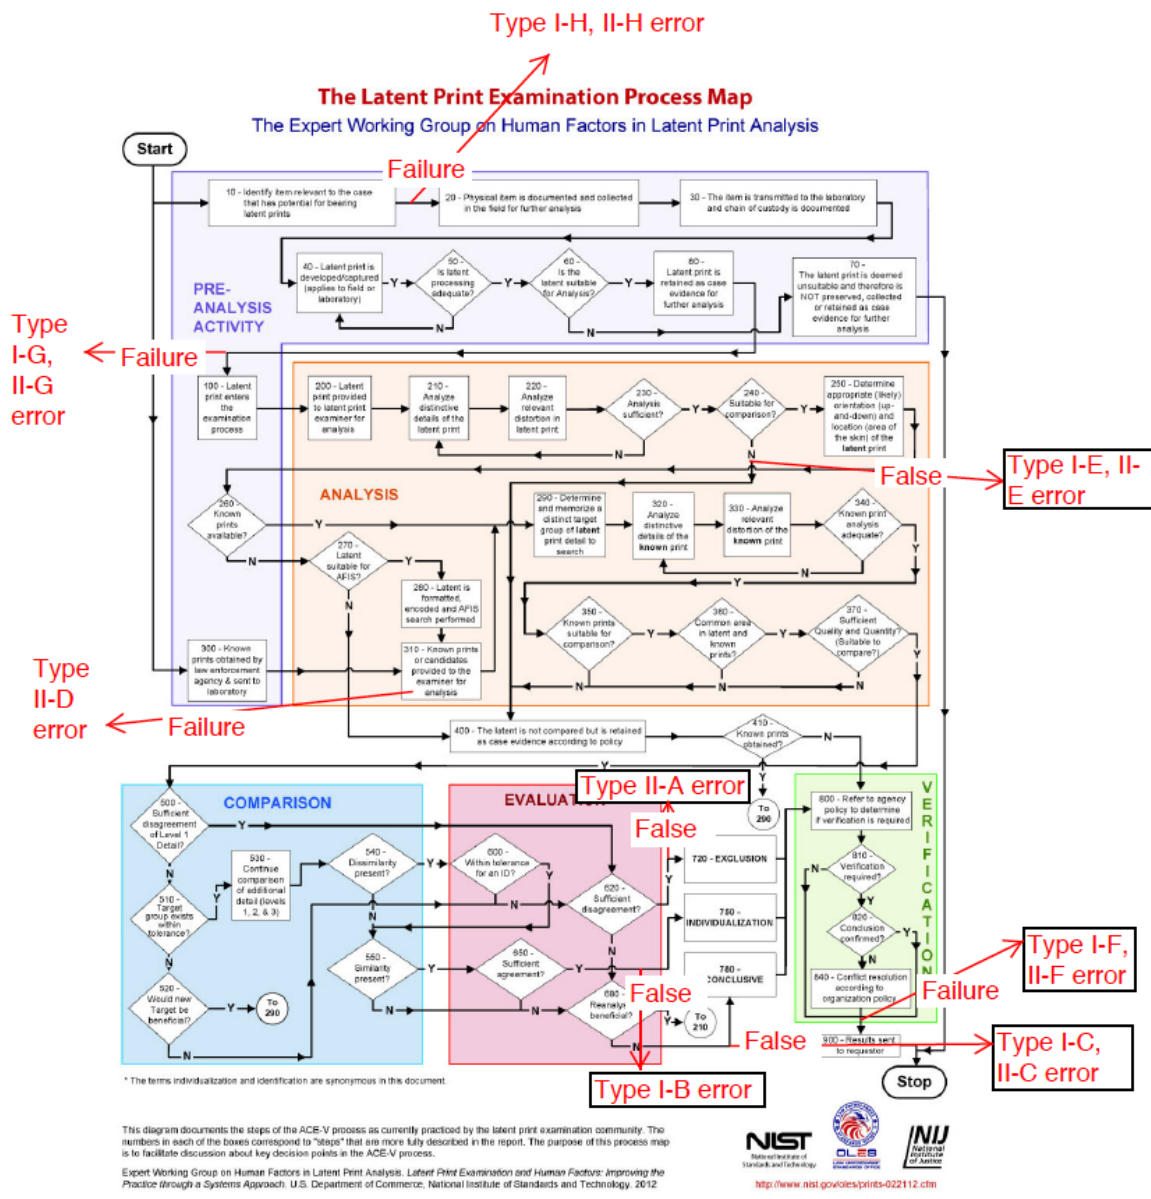 Type I-H, II-H error
The Latent Print Examination Process Map
The Expert Working Group on Human Factors in Latent Print Analysis
Start
Failure
10 - Identify item relevant to the case
that has potential for bearing
latent prints
20 - Physical item is documented and collected
in the field for further analysis
30 - The item is transmitted to the laboratory
and chain of custody is documented
PRE-
ANALYSIS
ACTIVITY
40 - Latent print is
developed/captured
(applies to field or
laboratory)
Y
50 -
Is latent
processing
adequate?
N
Y
60 -
Is the
latent suitable
for Analysis?
Y
N
80 -
Latent print is
retained as case
evidence for
further analysis
70 -
The latent print is deemed
unsuitable and therefore is
NOT preserved, collected
or retained as case
evidence for further
analysis
Type
I-G,
II-G
error
Failure
100 - Latent
print enters
the
examination
process
200 - Latent
print provided
to latent print
examiner for
analysis
210 -
Analyze
distinctive
details of
the latent print
220 -
Analyze
relevant
distortion in
latent print
230 -
Analysis
sufficient?
Y
N
240 -
Suitable for
comparison?
Y
N
250 - Determine
appropriate (likely)
orientation (up-
and-down) and
location (area of
the skin) of the
latent print
False
Type I-E, II-
E error
ANALYSIS
260 -
Known
prints
available?
Y
N
270 -
Latent
suitable for
AFIS?
Y
N
280 - Latent is
formatted,
encoded and AFIS
search performed
290 - Determine
and memorize a
distinct target
group of latent
print detail to
search
320 -
Analyze
distinctive
details of the
known print
330 - Analyze
relevant
distortion of the
known print
340 -
Known print
analysis
adequate?
Y
N
Y
300 - Known
prints obtained by
law enforcement
agency & sent to
laboratory
310 - Known prints
or candidates
provided to the
examiner for
analysis
350 -
Known prints
suitable for
comparison?
Y
N
360 -
Common area
in latent and
known
prints?
Y
N
370 -
Sufficient
Quality and Quantity?
(Suitable to
compare?)
N
Type
II-D
error
Failure
400 - The latent is not compared but is retained
as case evidence according to policy
410 -
Known prints
obtained?
N
Y
To
290
Y
COMPARISON
500 -
Sufficient
disagreement
of Level 1
Detail?
Y
N
510 -
Target
group exists
within
tolerance?
Y
N
520 -
Would new
Target be
beneficial?
Y
To
290
N
530 -
Continue
comparison
of additional
detail (levels
1, 2, & 3)
540 -
Dissimilarity
present?
Y
N
550 -
Similarity
present?
Y
N
Type II-A error
False
600 -
Within tolerance
for an ID?
Y
N
620 -
Sufficient
disagreement?
Y
N
650 -
Sufficient
agreement?
Y
N
680 -
beneficial?
Y
To
210
N
720 - EXCLUSION
750 -
INDIVIDUALIZATION
780 -
False
Type I-B error
False
Type I-C,
II-C error
VERIFICATION
800 - Refer to agency
policy to determine
if verification is
required
810 -
Verification
required?
N
Y
820 -
Conclusion
confirmed?
Y
N
840 - Conflict resolution
according to
organization policy
Failure
Type I-F,
II-F error
900 - Results sent
to requestor
Stop
* The terms individualization and identification are synonymous in this document.
This diagram documents the steps of the ACE-V process as currently practiced by the latent print examination community. The
numbers in each of the boxes correspond to "steps" that are more fully described in the report. The purpose of this process map
is to facilitate discussion about key decision points in the ACE-V process.
Expert Working Group on Human Factors in Latent Print Analysis. Latent Print Examination and Human Factors: Improving the
Practice through a Systems Approach. U.S. Department of Commerce, National Institute of Standards and Technology. 2012
NIST
National Institute of
Standards and Technology
OLES
LAW ENFORCEMENT
STANDARDS OFFICE
NIJ
National Institute
of Justice
http://www.nist.gov/oles/prints-022112.cfm